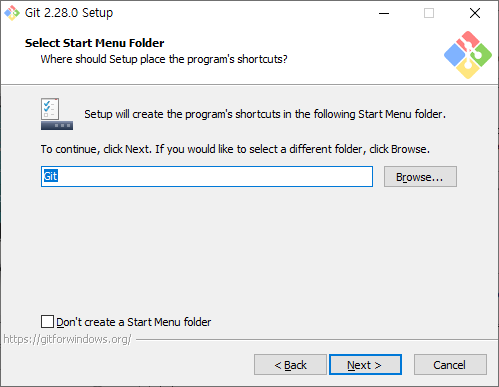 Git 2.28.0 Setup
Select Start Menu Folder
Where should Setup place the program's shortcuts?
Setup will create the program's shortcuts in the following Start Menu folder.
To continue, click Next. If you would like to select a different folder, click Browse.
Git
Browse...
Don't create a Start Menu folder
https://gitforwindows.org/
< Back
Next >
Cancel